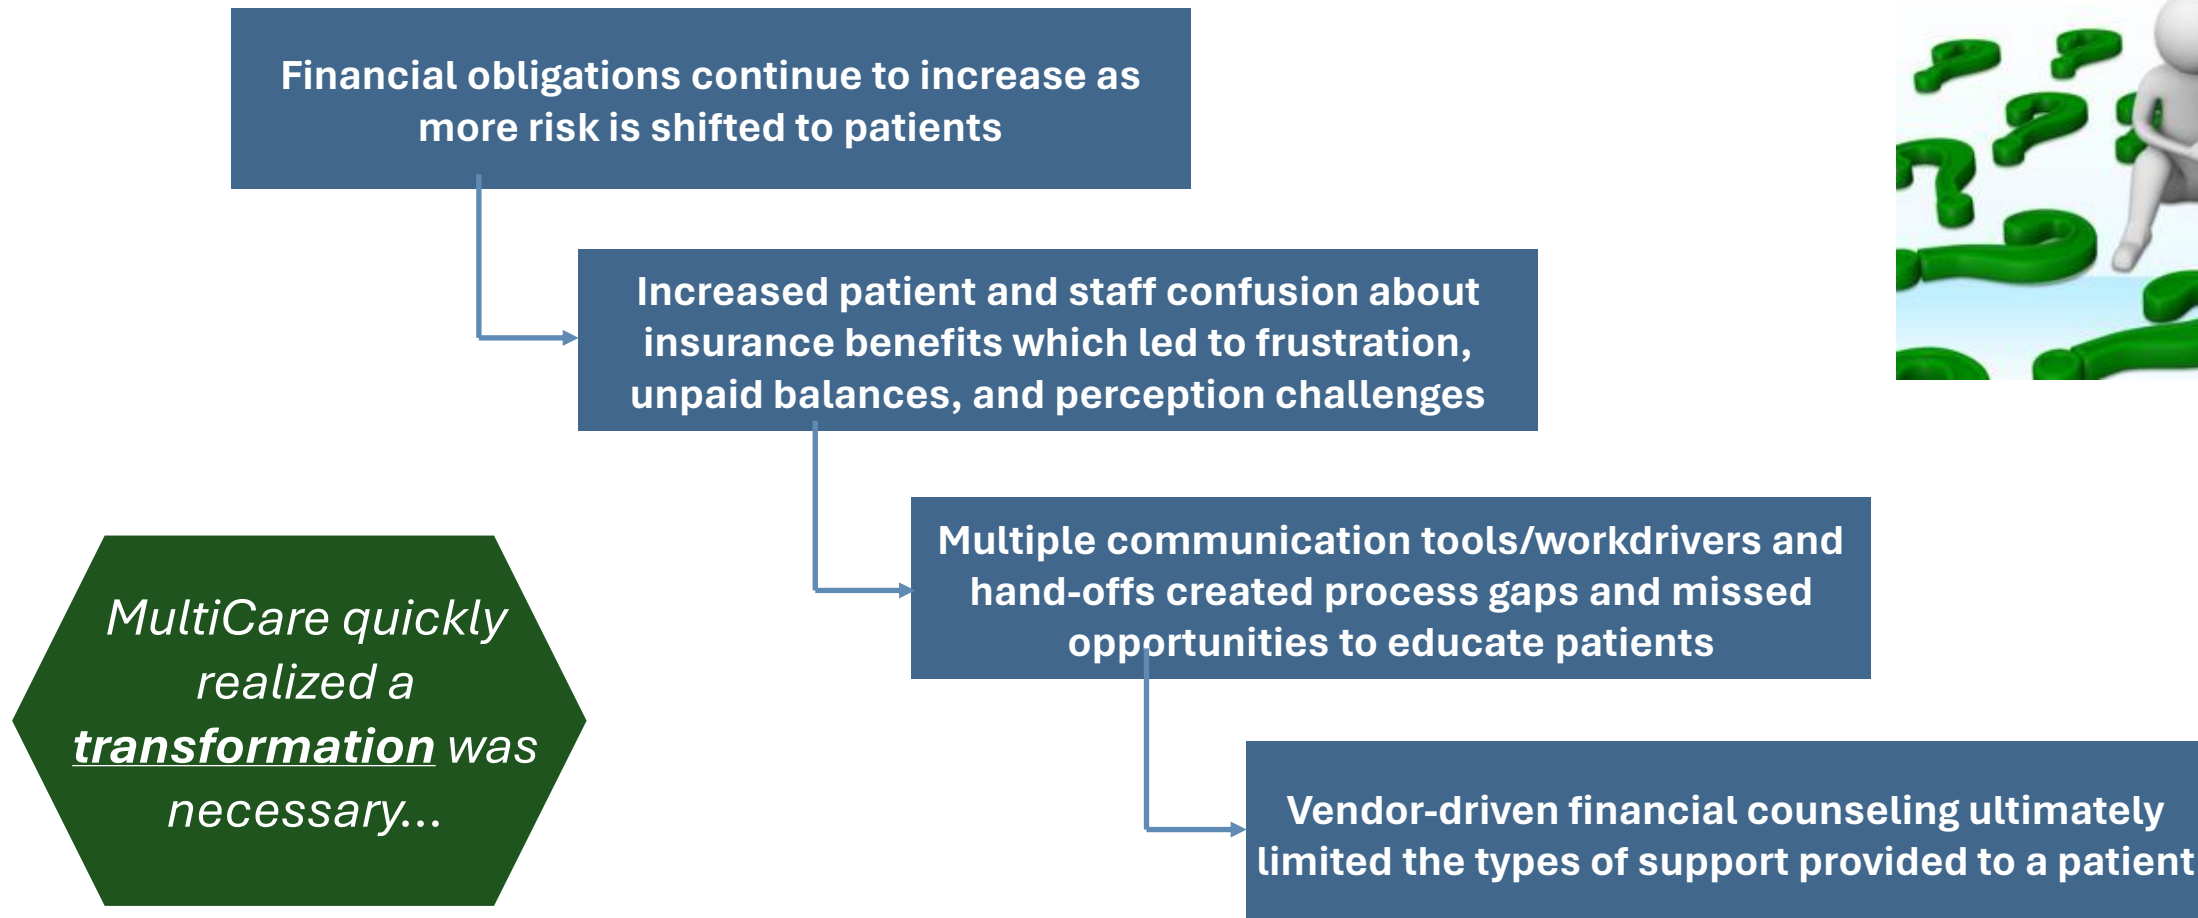 Financial obligations continue to increase as
more risk is shifted to patients
Increased patient and staff confusion about
insurance benefits which led to frustration,
unpaid balances, and perception challenges
Multiple communication tools/workdrivers and
hand-offs created process gaps and missed
opportunities to educate patients
MultiCare quickly
realized a
transformation was
necessary...
Vendor-driven financial counseling ultimately
limited the types of support provided to a patient